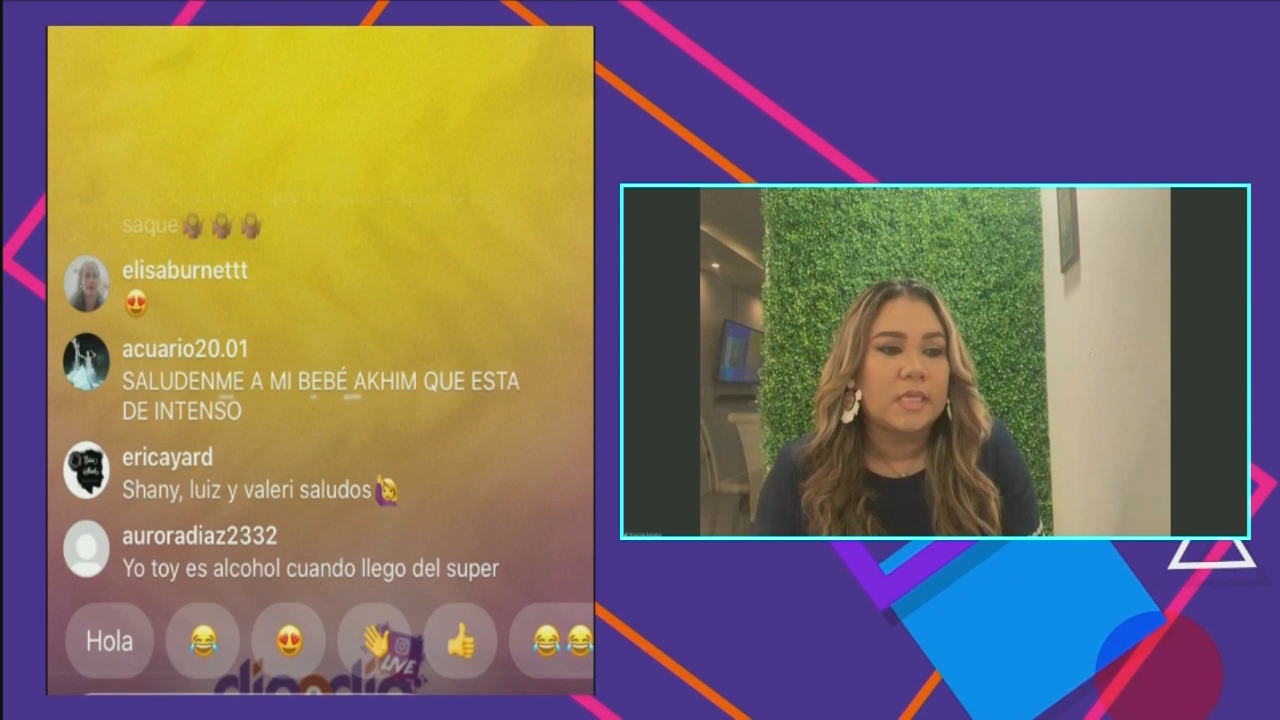 saque🤷🏽‍♀️🤷🏽‍♀️🤷🏽‍♀️
elisaburnettt
😍
acuario20.01
SALUDENME A MI BEBÉ AKHIM QUE ESTA
DE INTENSO
ericayard
Shany, luiz y valeri saludos🙋‍♀️
auroradiaz2332
Yo toy es alcohol cuando llego del super
Hola 😂 😍 👋 👍 😂😂
LIVE